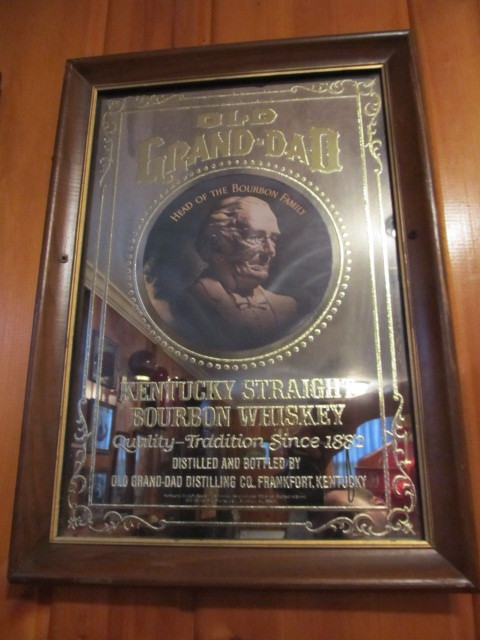 OLD
GRAND-DAD
HEAD OF THE BOURBON FAMILY
KENTUCKY STRAIGHT
BOURBON WHISKEY
Quality-Tradition Since 1882
DISTILLED AND BOTTLED BY
OLD GRAND-DAD DISTILLING CO. FRANKFORT, KENTUCKY